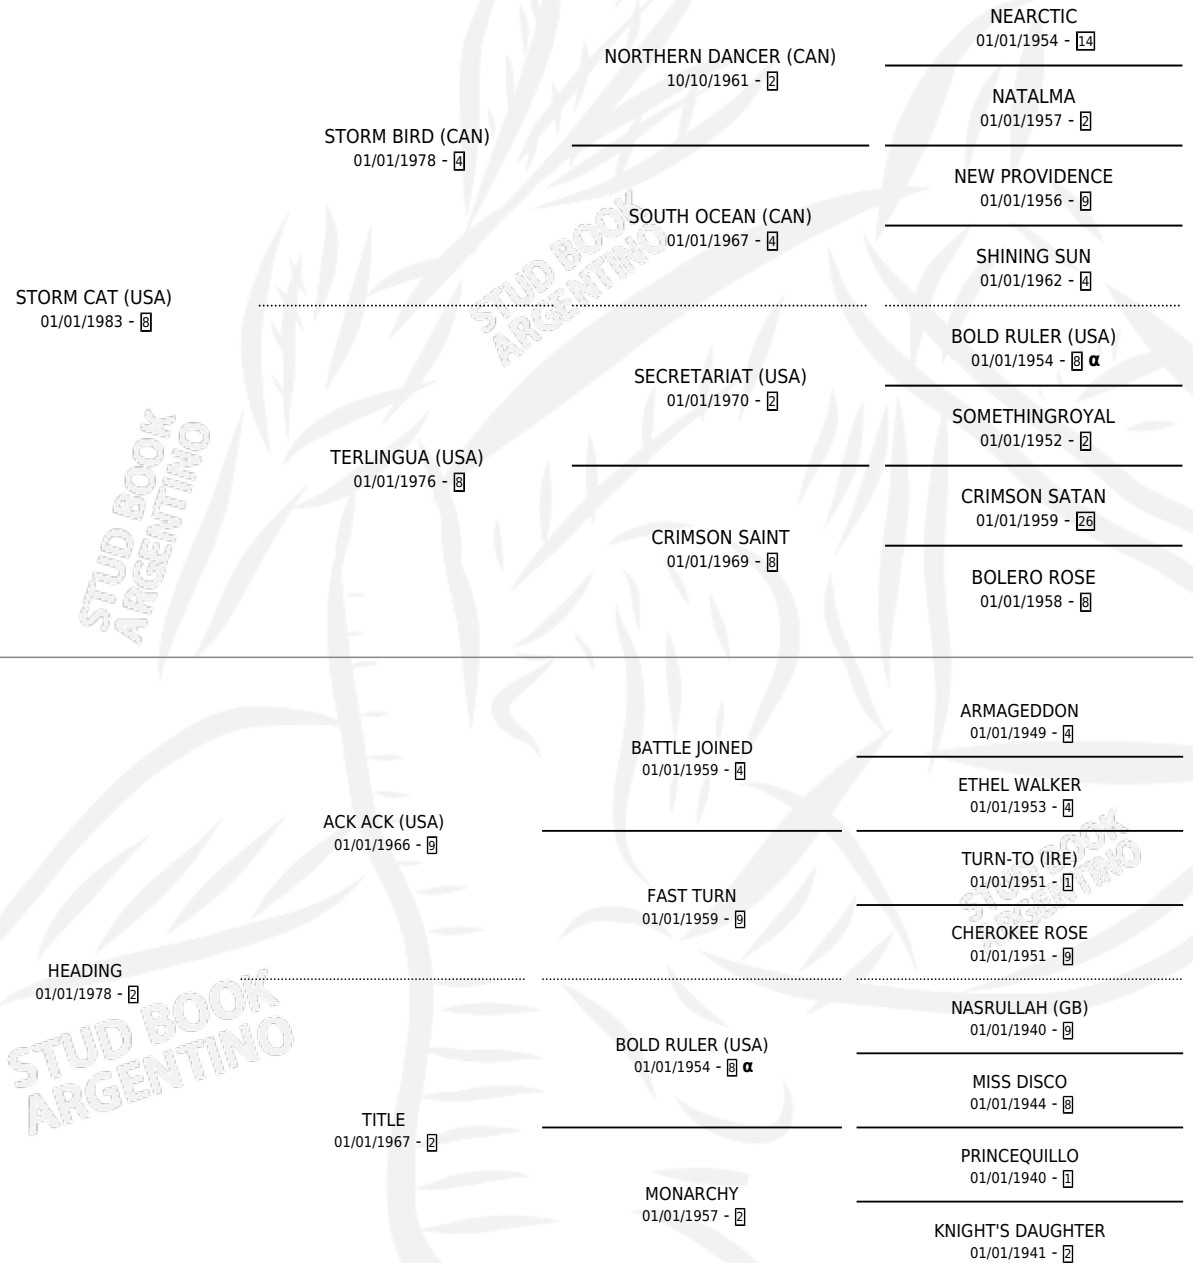 NEARCTIC
01/01/1954 - 14
NORTHERN DANCER (CAN)
10/10/1961 - 2
NATALMA
01/01/1957 - 2
STORM BIRD (CAN)
01/01/1978 - 4
NEW PROVIDENCE
01/01/1956 - 9
SOUTH OCEAN (CAN)
01/01/1967 - 4
SHINING SUN
01/01/1962 - 4
STUD BOOK
ARGENTINO
STORM CAT (USA)
01/01/1983 - 8
BOLD RULER (USA)
01/01/1954 - 8 α
SECRETARIAT (USA)
01/01/1970 - 2
SOMETHINGROYAL
01/01/1952 - 2
TERLINGUA (USA)
01/01/1976 - 8
CRIMSON SATAN
01/01/1959 - 26
CRIMSON SAINT
01/01/1969 - 8
BOLERO ROSE
01/01/1958 - 8
STUD BOOK
ARGENTINO
ARMAGEDDON
01/01/1949 - 4
BATTLE JOINED
01/01/1959 - 4
ETHEL WALKER
01/01/1953 - 4
ACK ACK (USA)
01/01/1966 - 9
TURN-TO (IRE)
01/01/1951 - 1
FAST TURN
01/01/1959 - 9
CHEROKEE ROSE
01/01/1951 - 9
STUD BOOK
ARGENTINO
HEADING
01/01/1978 - 2
NASRULLAH (GB)
01/01/1940 - 9
BOLD RULER (USA)
01/01/1954 - 8 α
MISS DISCO
01/01/1944 - 8
TITLE
01/01/1967 - 2
PRINCEQUILLO
01/01/1940 - 1
MONARCHY
01/01/1957 - 2
KNIGHT'S DAUGHTER
01/01/1941 - 2
STUD BOOK
ARGENTINO